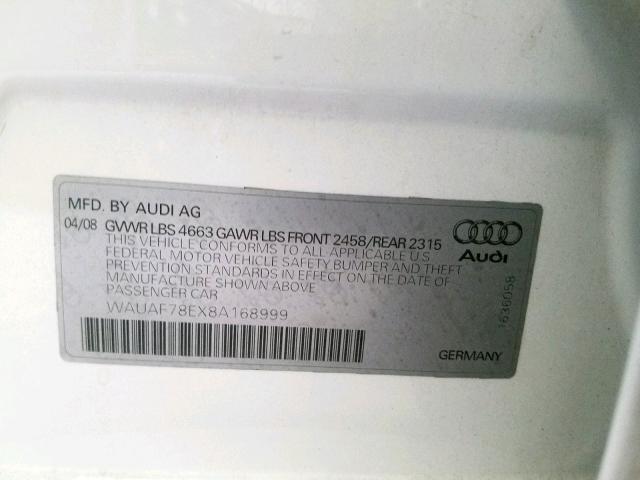 MFD. BY AUDI AG
04/08 GVWR LBS 4663 GAWR LBS FRONT 2458/REAR 2315
THIS VEHICLE CONFORMS TO ALL APPLICABLE U.S
FEDERAL MOTOR VEHICLE SAFETY BUMPER AND THEFT
PREVENTION STANDARDS IN EFFECT ON THE DATE OF
MANUFACTURE SHOWN ABOVE
PASSENGER CAR
WAUAF78EX8A168999
Audi
1636058
GERMANY